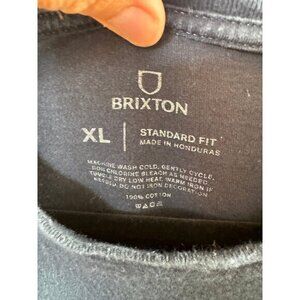 BRIXTON
XL
STANDARD FIT
MADE IN HONDURAS
MACHINE WASH COLD, GENTLY CYCLE.
NON CHLORINE BLEACH AS NEEDED.
TUMBLE DRY LOW HEAT. WARM IRON IF
NEEDED. DO NOT IRON DECORATION
100% COTTON